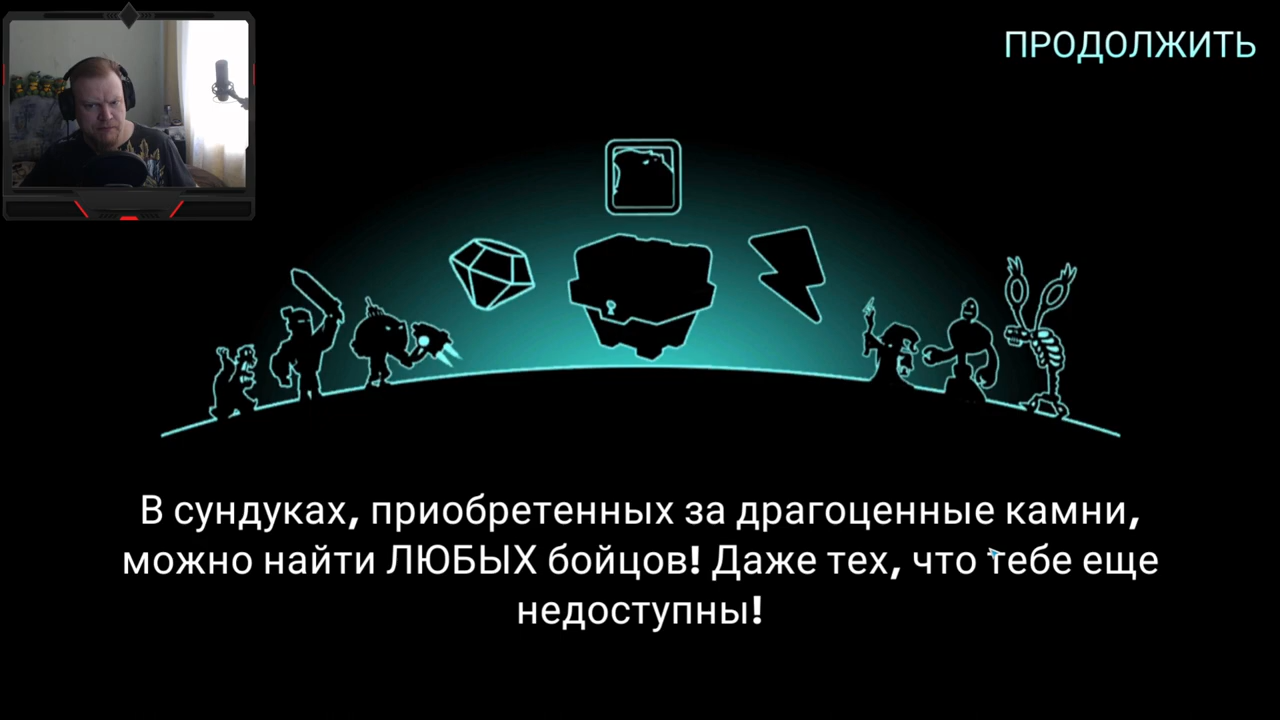 ПРОДОЛЖИТЬ
В сундуках, приобретенных за драгоценные камни,
можно найти ЛЮБЫХ бойцов! Даже тех, что тебе еще
недоступны!